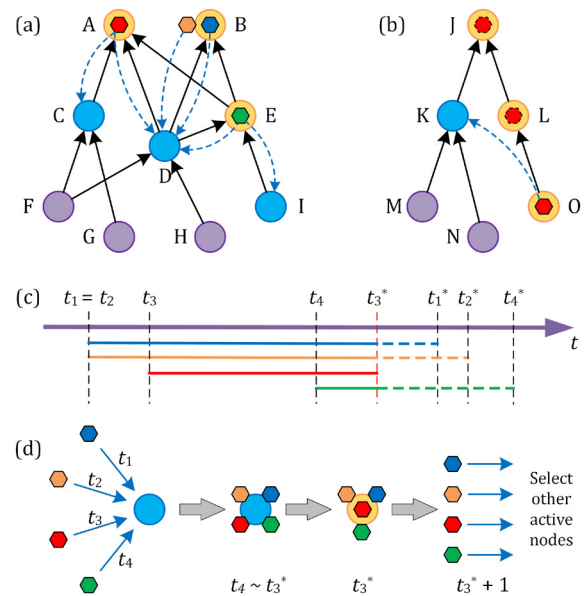 (a) A B (b) J
C E K L
D
F I M O
G H N
(c) t1 = t2 t3 t4 t3* t1* t2* t4*
t
(d) t1
t2
t3
t4
Select
other
active
nodes
t4 ~ t3* t3* t3* + 1